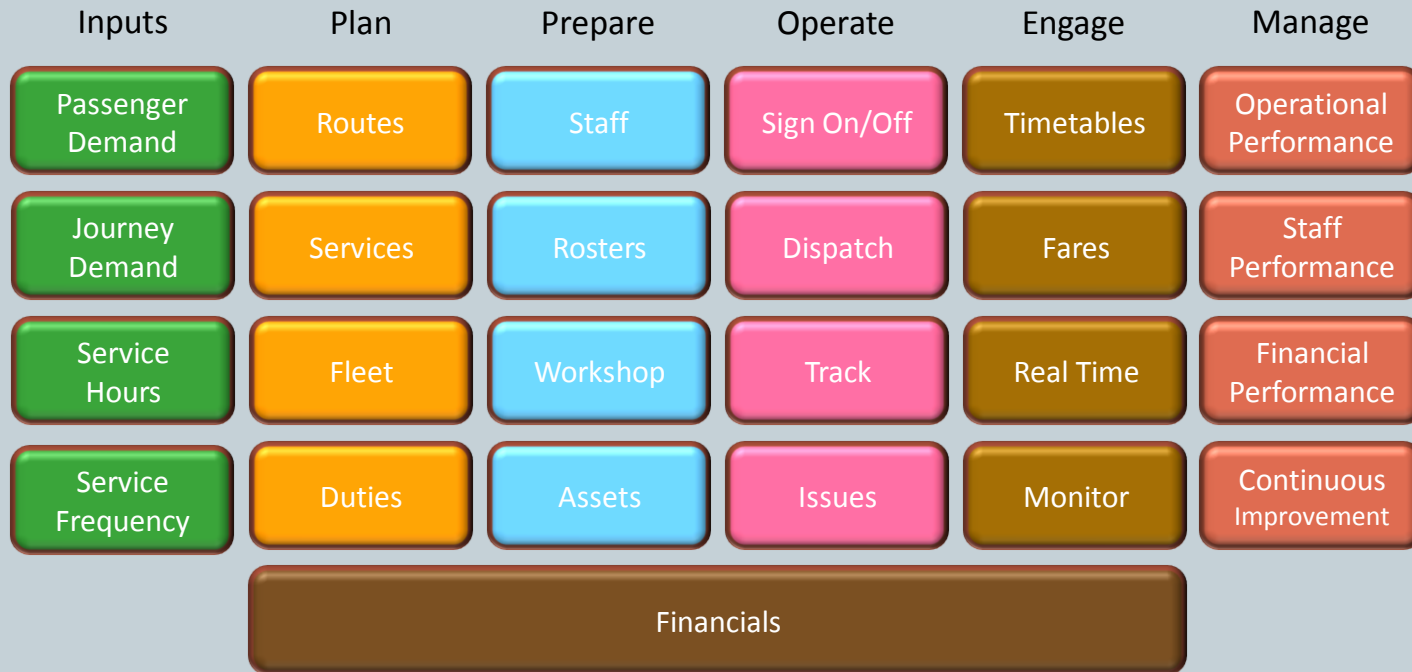 Inputs Plan Prepare Operate Engage Manage
Passenger
Demand
Routes
Staff
Sign On/Off
Timetables
Operational
Performance
Journey
Demand
Services
Rosters
Dispatch
Fares
Staff
Performance
Service
Hours
Fleet
Workshop
Track
Real Time
Financial
Performance
Service
Frequency
Duties
Assets
Issues
Monitor
Continuous
Improvement
Financials